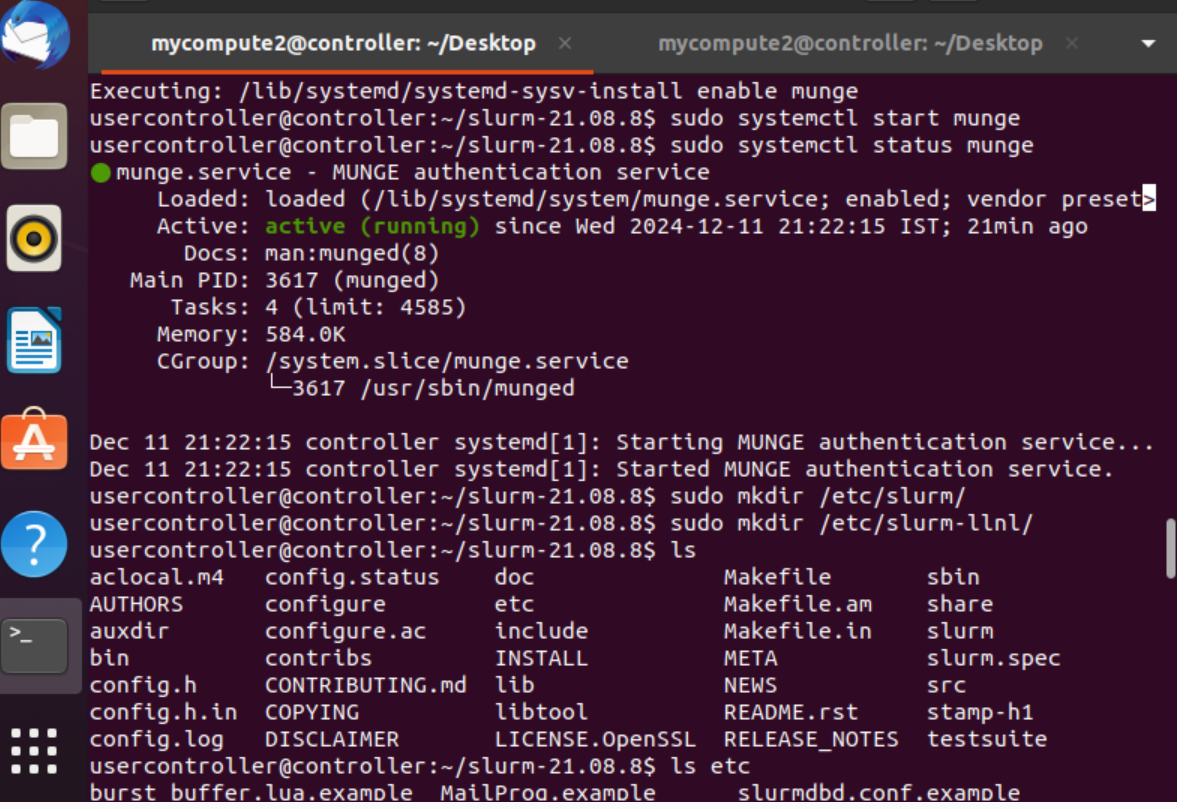 mycompute2@controller: ~/Desktop × mycompute2@controller: ~/Desktop ×
Executing: /lib/systemd/systemd-sysv-install enable munge
usercontroller@controller:~/slurm-21.08.8$ sudo systemctl start munge
usercontroller@controller:~/slurm-21.08.8$ sudo systemctl status munge
● munge.service - MUNGE authentication service
     Loaded: loaded (/lib/systemd/system/munge.service; enabled; vendor preset>
     Active: active (running) since Wed 2024-12-11 21:22:15 IST; 21min ago
       Docs: man:munged(8)
   Main PID: 3617 (munged)
      Tasks: 4 (limit: 4585)
     Memory: 584.0K
     CGroup: /system.slice/munge.service
             └─3617 /usr/sbin/munged
Dec 11 21:22:15 controller systemd[1]: Starting MUNGE authentication service...
Dec 11 21:22:15 controller systemd[1]: Started MUNGE authentication service.
usercontroller@controller:~/slurm-21.08.8$ sudo mkdir /etc/slurm/
usercontroller@controller:~/slurm-21.08.8$ sudo mkdir /etc/slurm-llnl/
usercontroller@controller:~/slurm-21.08.8$ ls
aclocal.m4   config.status    doc              Makefile       sbin
AUTHORS      configure        etc              Makefile.am    share
auxdir       configure.ac     include          Makefile.in    slurm
bin          contribs         INSTALL          META           slurm.spec
config.h     CONTRIBUTING.md  lib              NEWS           src
config.h.in  COPYING          libtool          README.rst     stamp-h1
config.log   DISCLAIMER       LICENSE.OpenSSL  RELEASE_NOTES  testsuite
usercontroller@controller:~/slurm-21.08.8$ ls etc
burst_buffer.lua.example  MailProg.example      slurmdbd.conf.example